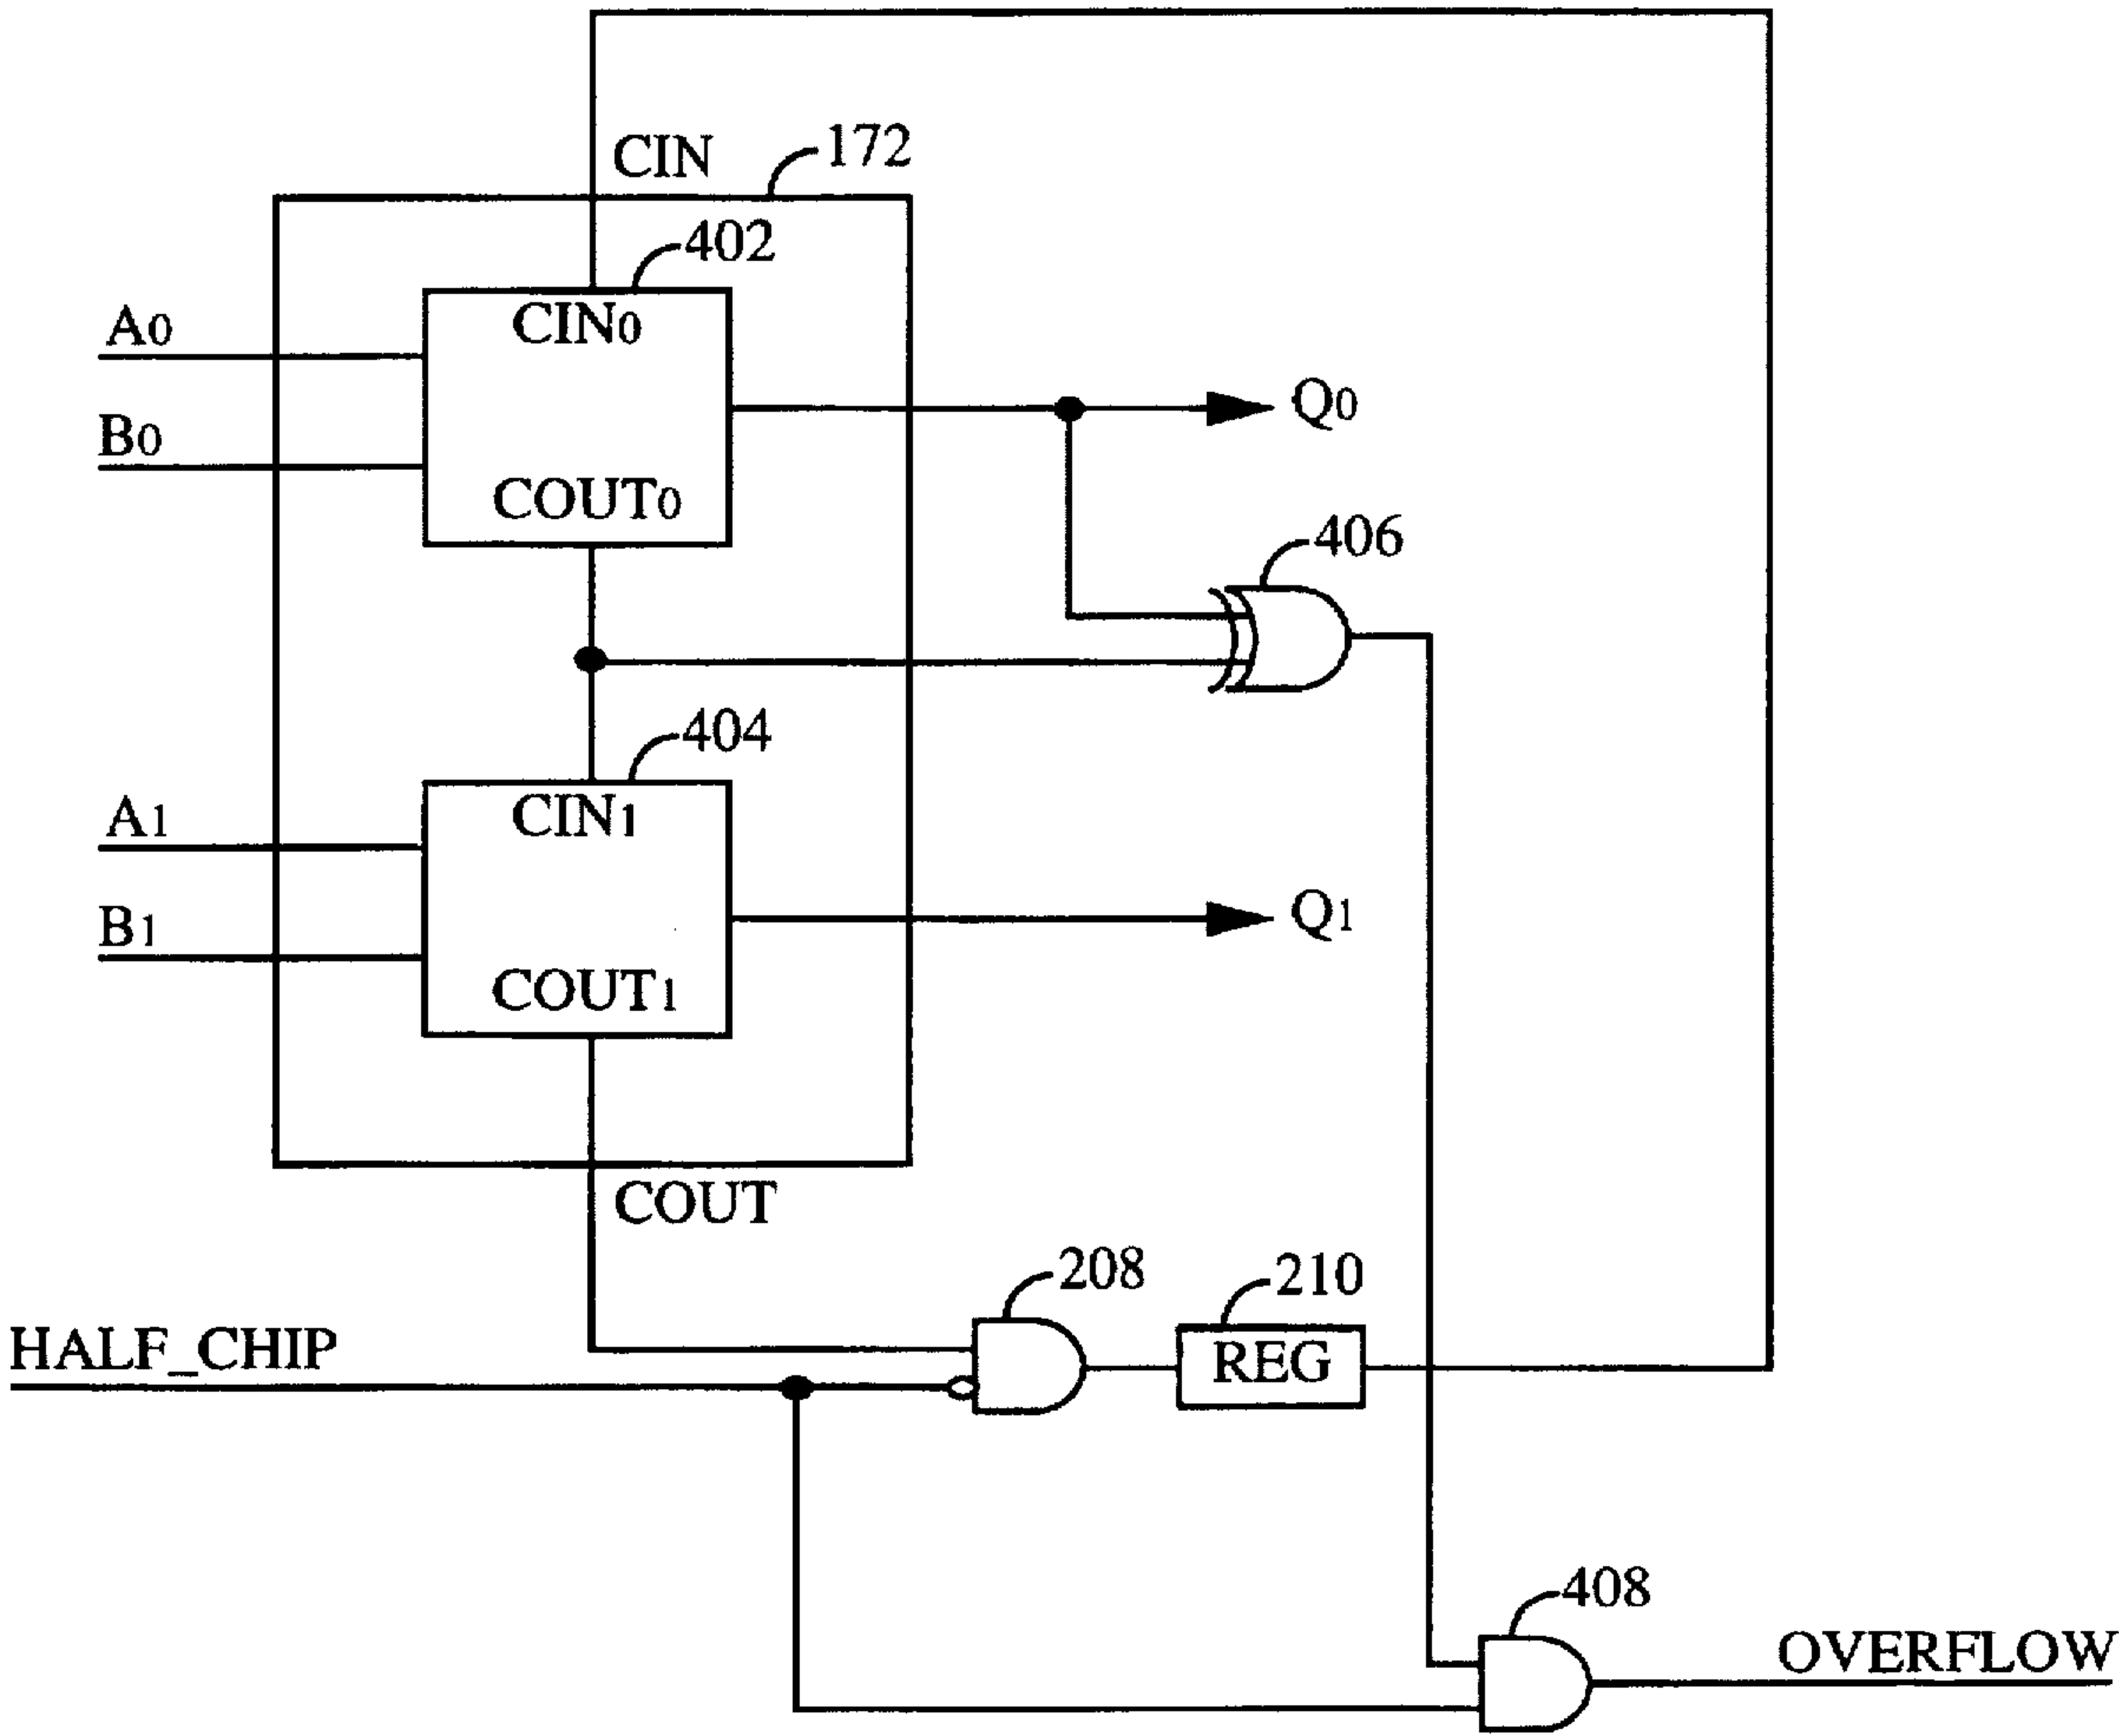 CIN
172
402
A0
CIN0
B0
Q0
COUT0
406
404
A1
CIN1
B1
Q1
COUT1
COUT
208
210
HALF_CHIP
REG
408
OVERFLOW